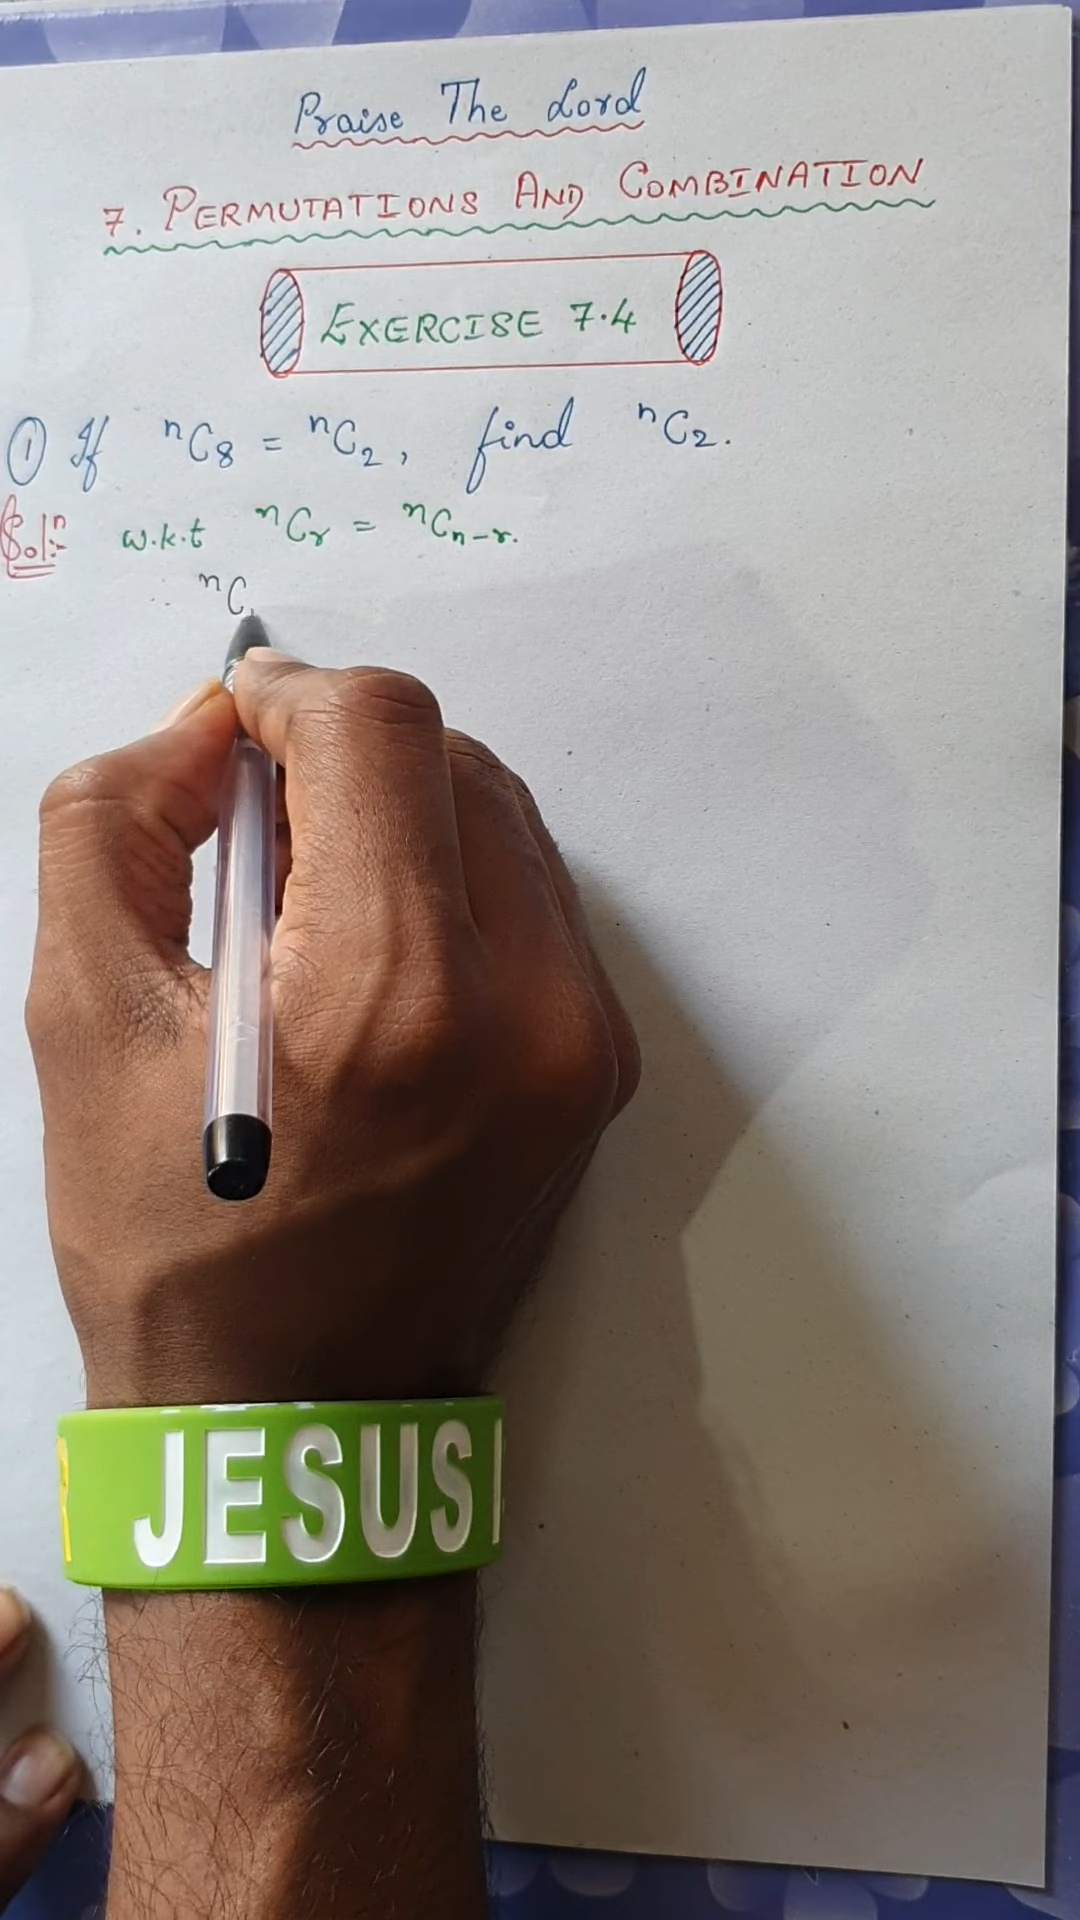 Praise The Lord
7. PERMUTATIONS AND COMBINATION
EXERCISE 7.4
① If ⁿC₈ = ⁿC₂, find ⁿC₂.
Solⁿ:- w.k.t ⁿCᵣ = ⁿCₙ₋ᵣ.
∴ ⁿC
JESUS